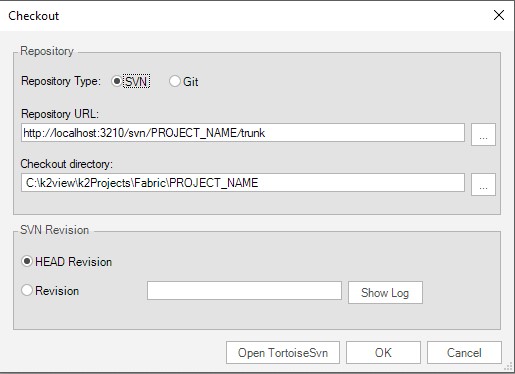 Checkout
Repository
Repository Type: SVN Git
Repository URL:
http://localhost:3210/svn/PROJECT_NAME/trunk
...
Checkout directory:
C:\k2view\k2Projects\Fabric\PROJECT_NAME
...
SVN Revision
HEAD Revision
Revision
Show Log
Open TortoiseSvn OK Cancel